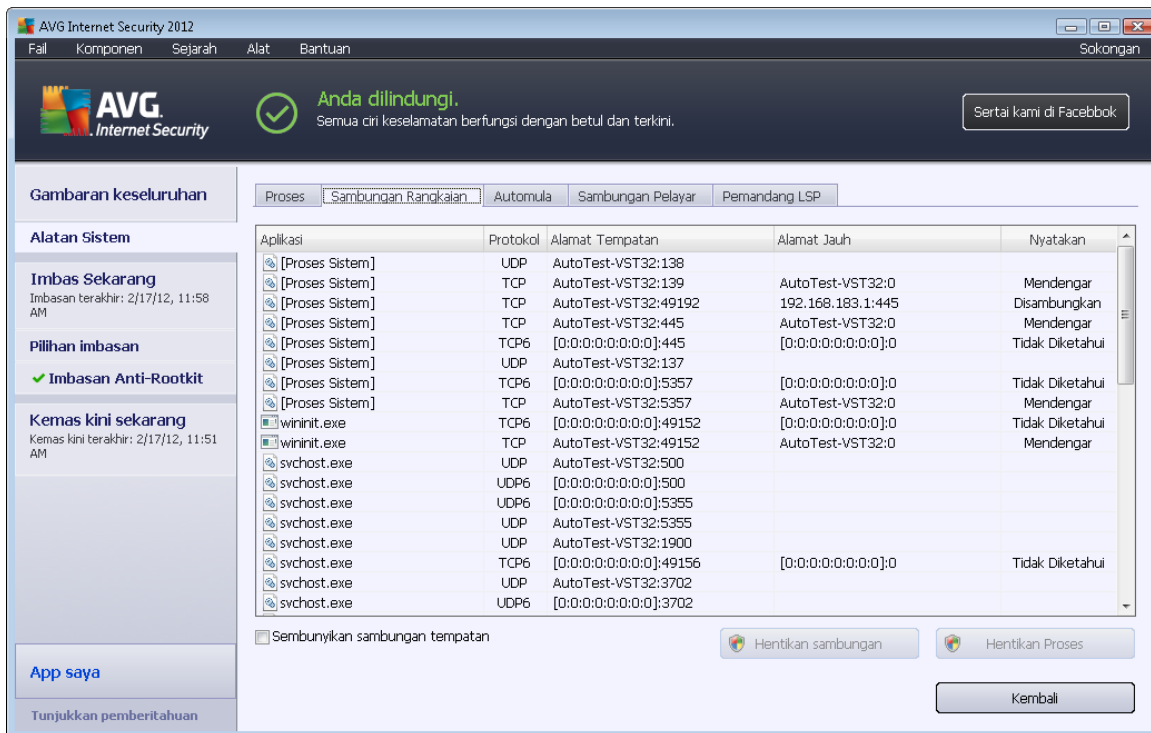 AVG Internet Security 2012
Fail Komponen Sejarah Alat Bantuan Sokongan
AVG.
Internet Security
Anda dilindungi.
Semua ciri keselamatan berfungsi dengan betul dan terkini.
Sertai kami di Facebbok
Gambaran keseluruhan
Alatan Sistem
Imbas Sekarang
Imbasan terakhir: 2/17/12, 11:58
AM
Pilihan imbasan
Imbasan Anti-Rootkit
Kemas kini sekarang
Kemas kini terakhir: 2/17/12, 11:51
AM
App saya
Tunjukkan pemberitahuan
Proses Sambungan Rangkaian Automula Sambungan Pelayar Pemandang LSP
Aplikasi Protokol Alamat Tempatan Alamat Jauh Nyatakan
[Proses Sistem] UDP AutoTest-VST32:138
[Proses Sistem] TCP AutoTest-VST32:139 AutoTest-VST32:0 Mendengar
[Proses Sistem] TCP AutoTest-VST32:49192 192.168.183.1:445 Disambungkan
[Proses Sistem] TCP AutoTest-VST32:445 AutoTest-VST32:0 Mendengar
[Proses Sistem] TCP6 [0:0:0:0:0:0:0:0]:445 [0:0:0:0:0:0:0:0]:0 Tidak Diketahui
[Proses Sistem] UDP AutoTest-VST32:137
[Proses Sistem] TCP6 [0:0:0:0:0:0:0:0]:5357 [0:0:0:0:0:0:0:0]:0 Tidak Diketahui
[Proses Sistem] TCP AutoTest-VST32:5357 AutoTest-VST32:0 Mendengar
wininit.exe TCP6 [0:0:0:0:0:0:0:0]:49152 [0:0:0:0:0:0:0:0]:0 Tidak Diketahui
wininit.exe TCP AutoTest-VST32:49152 AutoTest-VST32:0 Mendengar
svchost.exe UDP AutoTest-VST32:500
svchost.exe UDP6 [0:0:0:0:0:0:0:0]:500
svchost.exe UDP6 [0:0:0:0:0:0:0:0]:5355
svchost.exe UDP AutoTest-VST32:5355
svchost.exe UDP AutoTest-VST32:1900
svchost.exe TCP6 [0:0:0:0:0:0:0:0]:49156 [0:0:0:0:0:0:0:0]:0 Tidak Diketahui
svchost.exe UDP AutoTest-VST32:3702
svchost.exe UDP6 [0:0:0:0:0:0:0:0]:3702
Sembunyikan sambungan tempatan
Hentikan sambungan
Hentikan Proses
Kembali